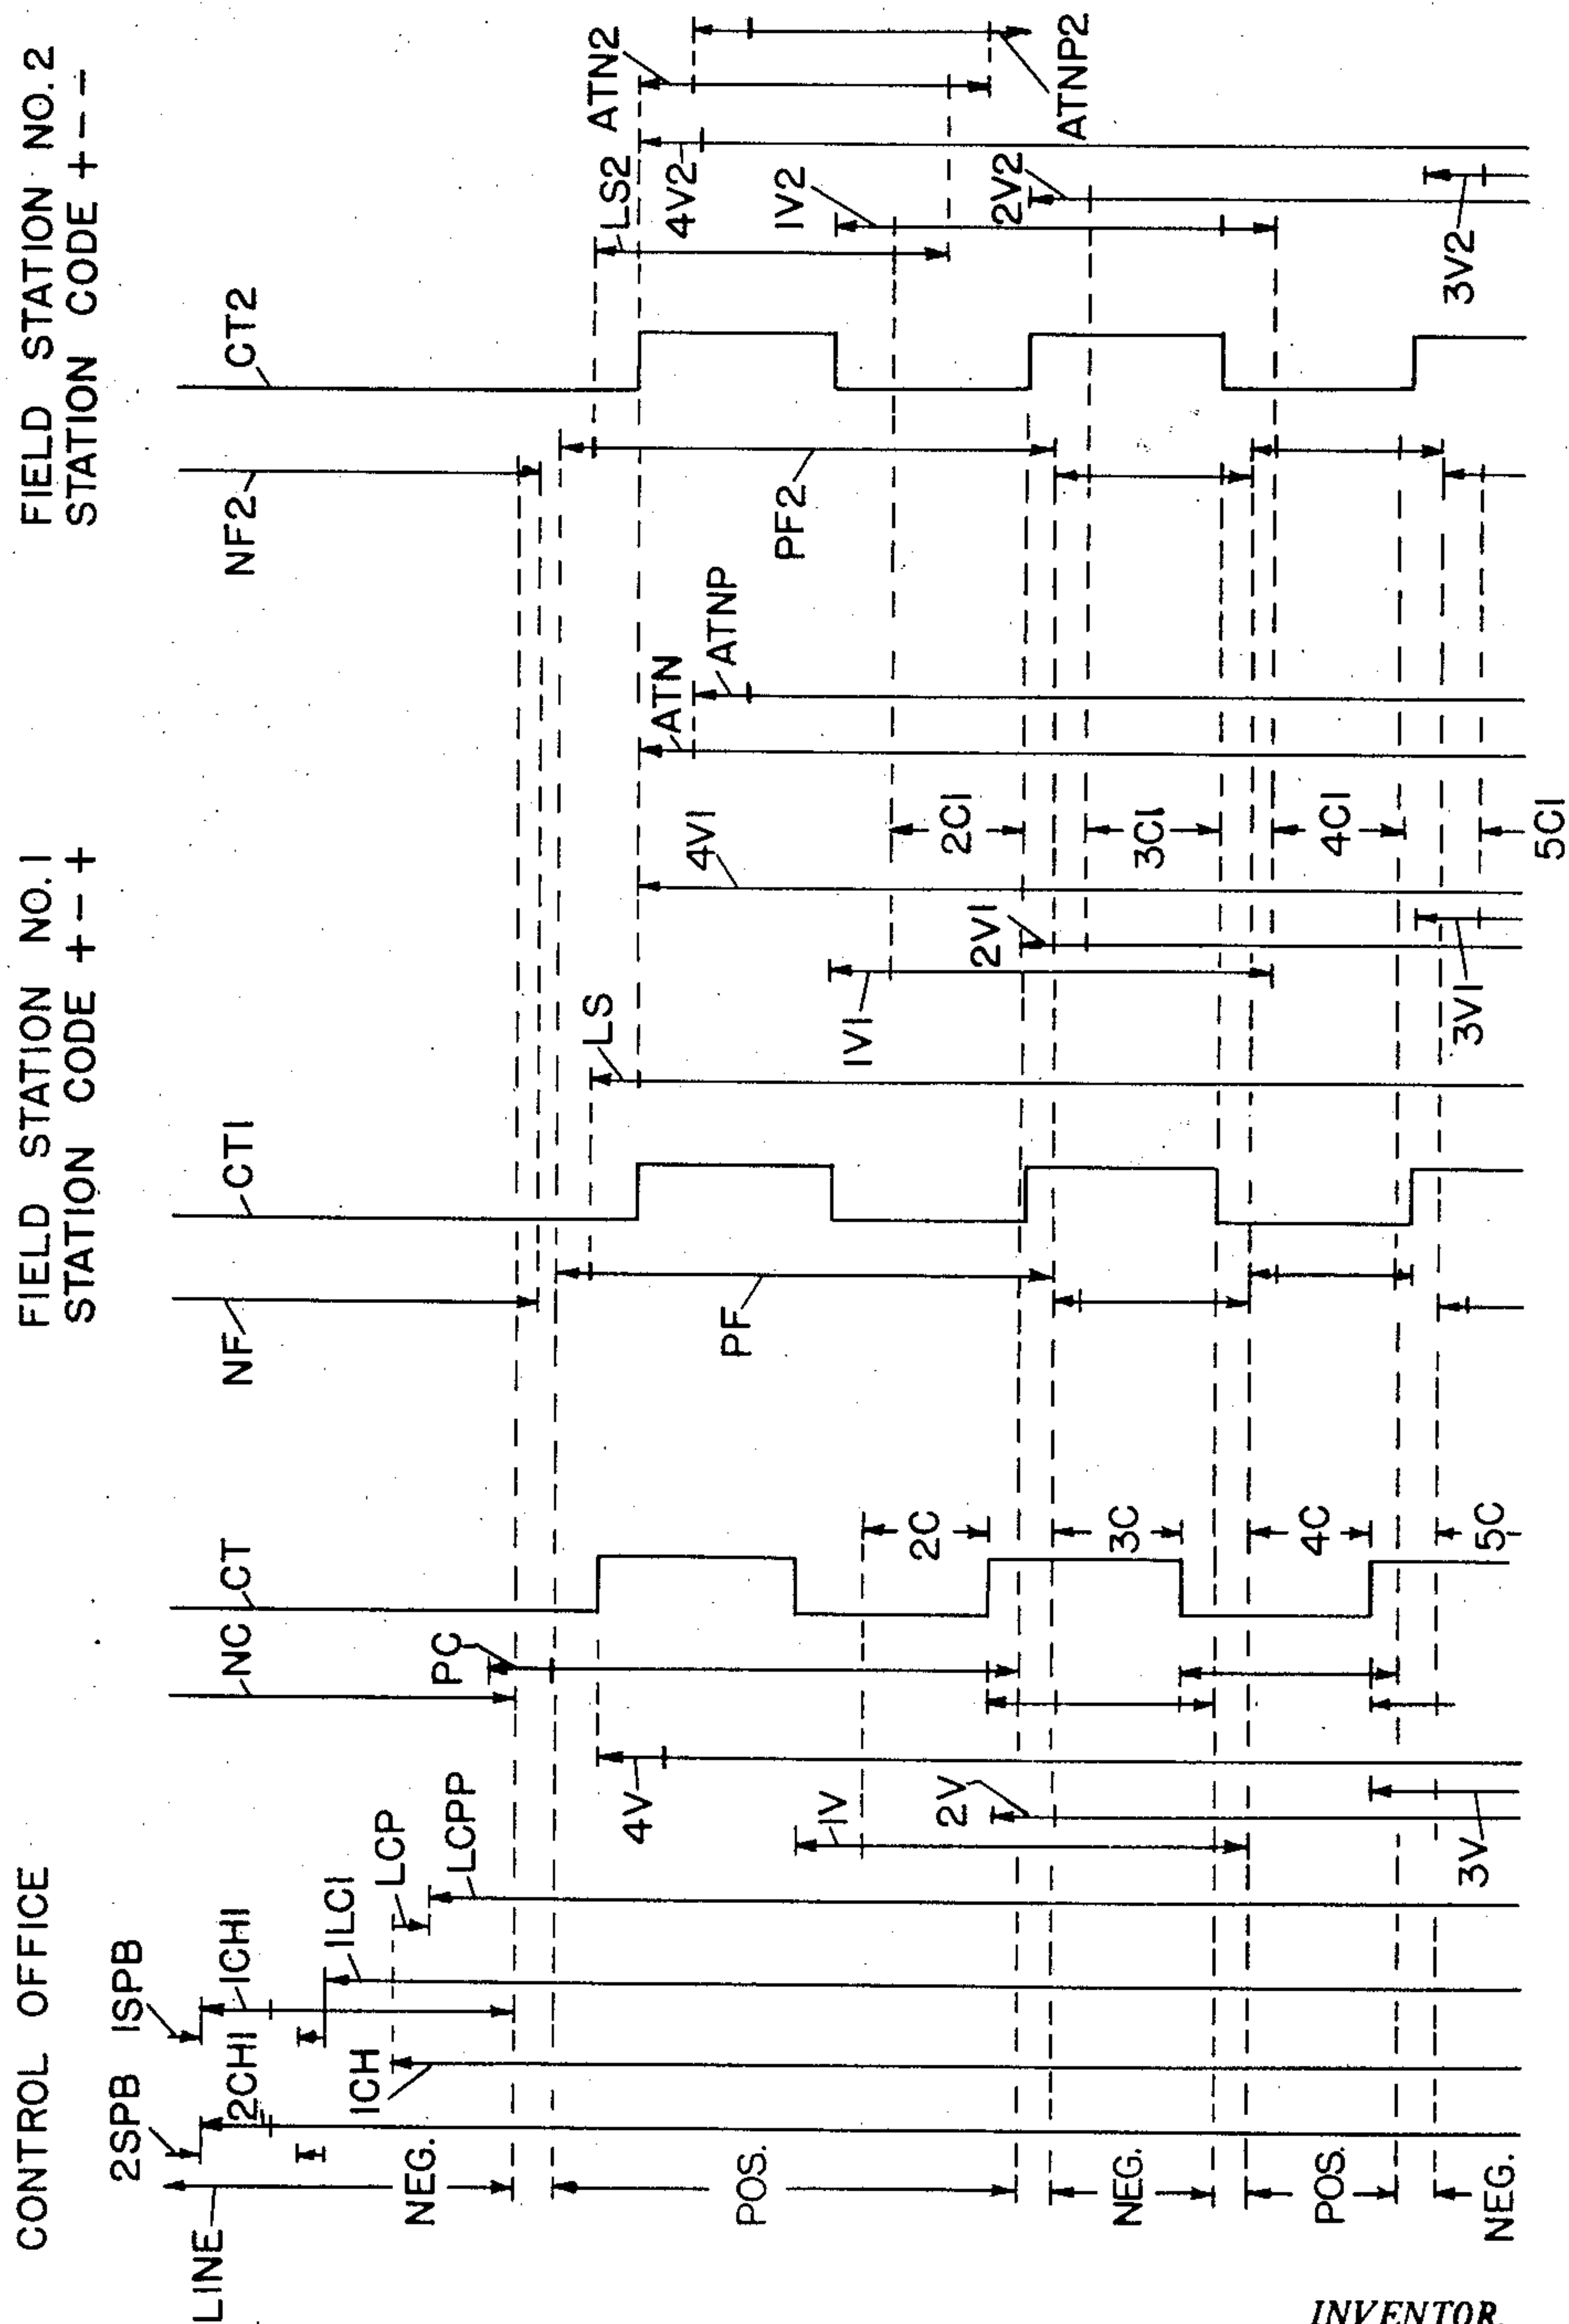 CONTROL OFFICE
LINE
2SPB
2CH1
1SPB
1CH1
1CH
1LC1
LCP
LCPP
NEG.
POS.
NEG.
POS.
NEG.
4V
1V
2V
3V
NC
PC
CT
2C
3C
4C
5C
FIELD STATION NO. 1
STATION CODE + - +
NF
PF
CT1
LS
1V1
2V1
3V1
4V1
2C1
3C1
4C1
5C1
ATN
ATNP
FIELD STATION NO. 2
STATION CODE + - -
NF2
PF2
CT2
LS2
4V2
1V2
2V2
3V2
ATN2
ATNP2
INVENTOR.